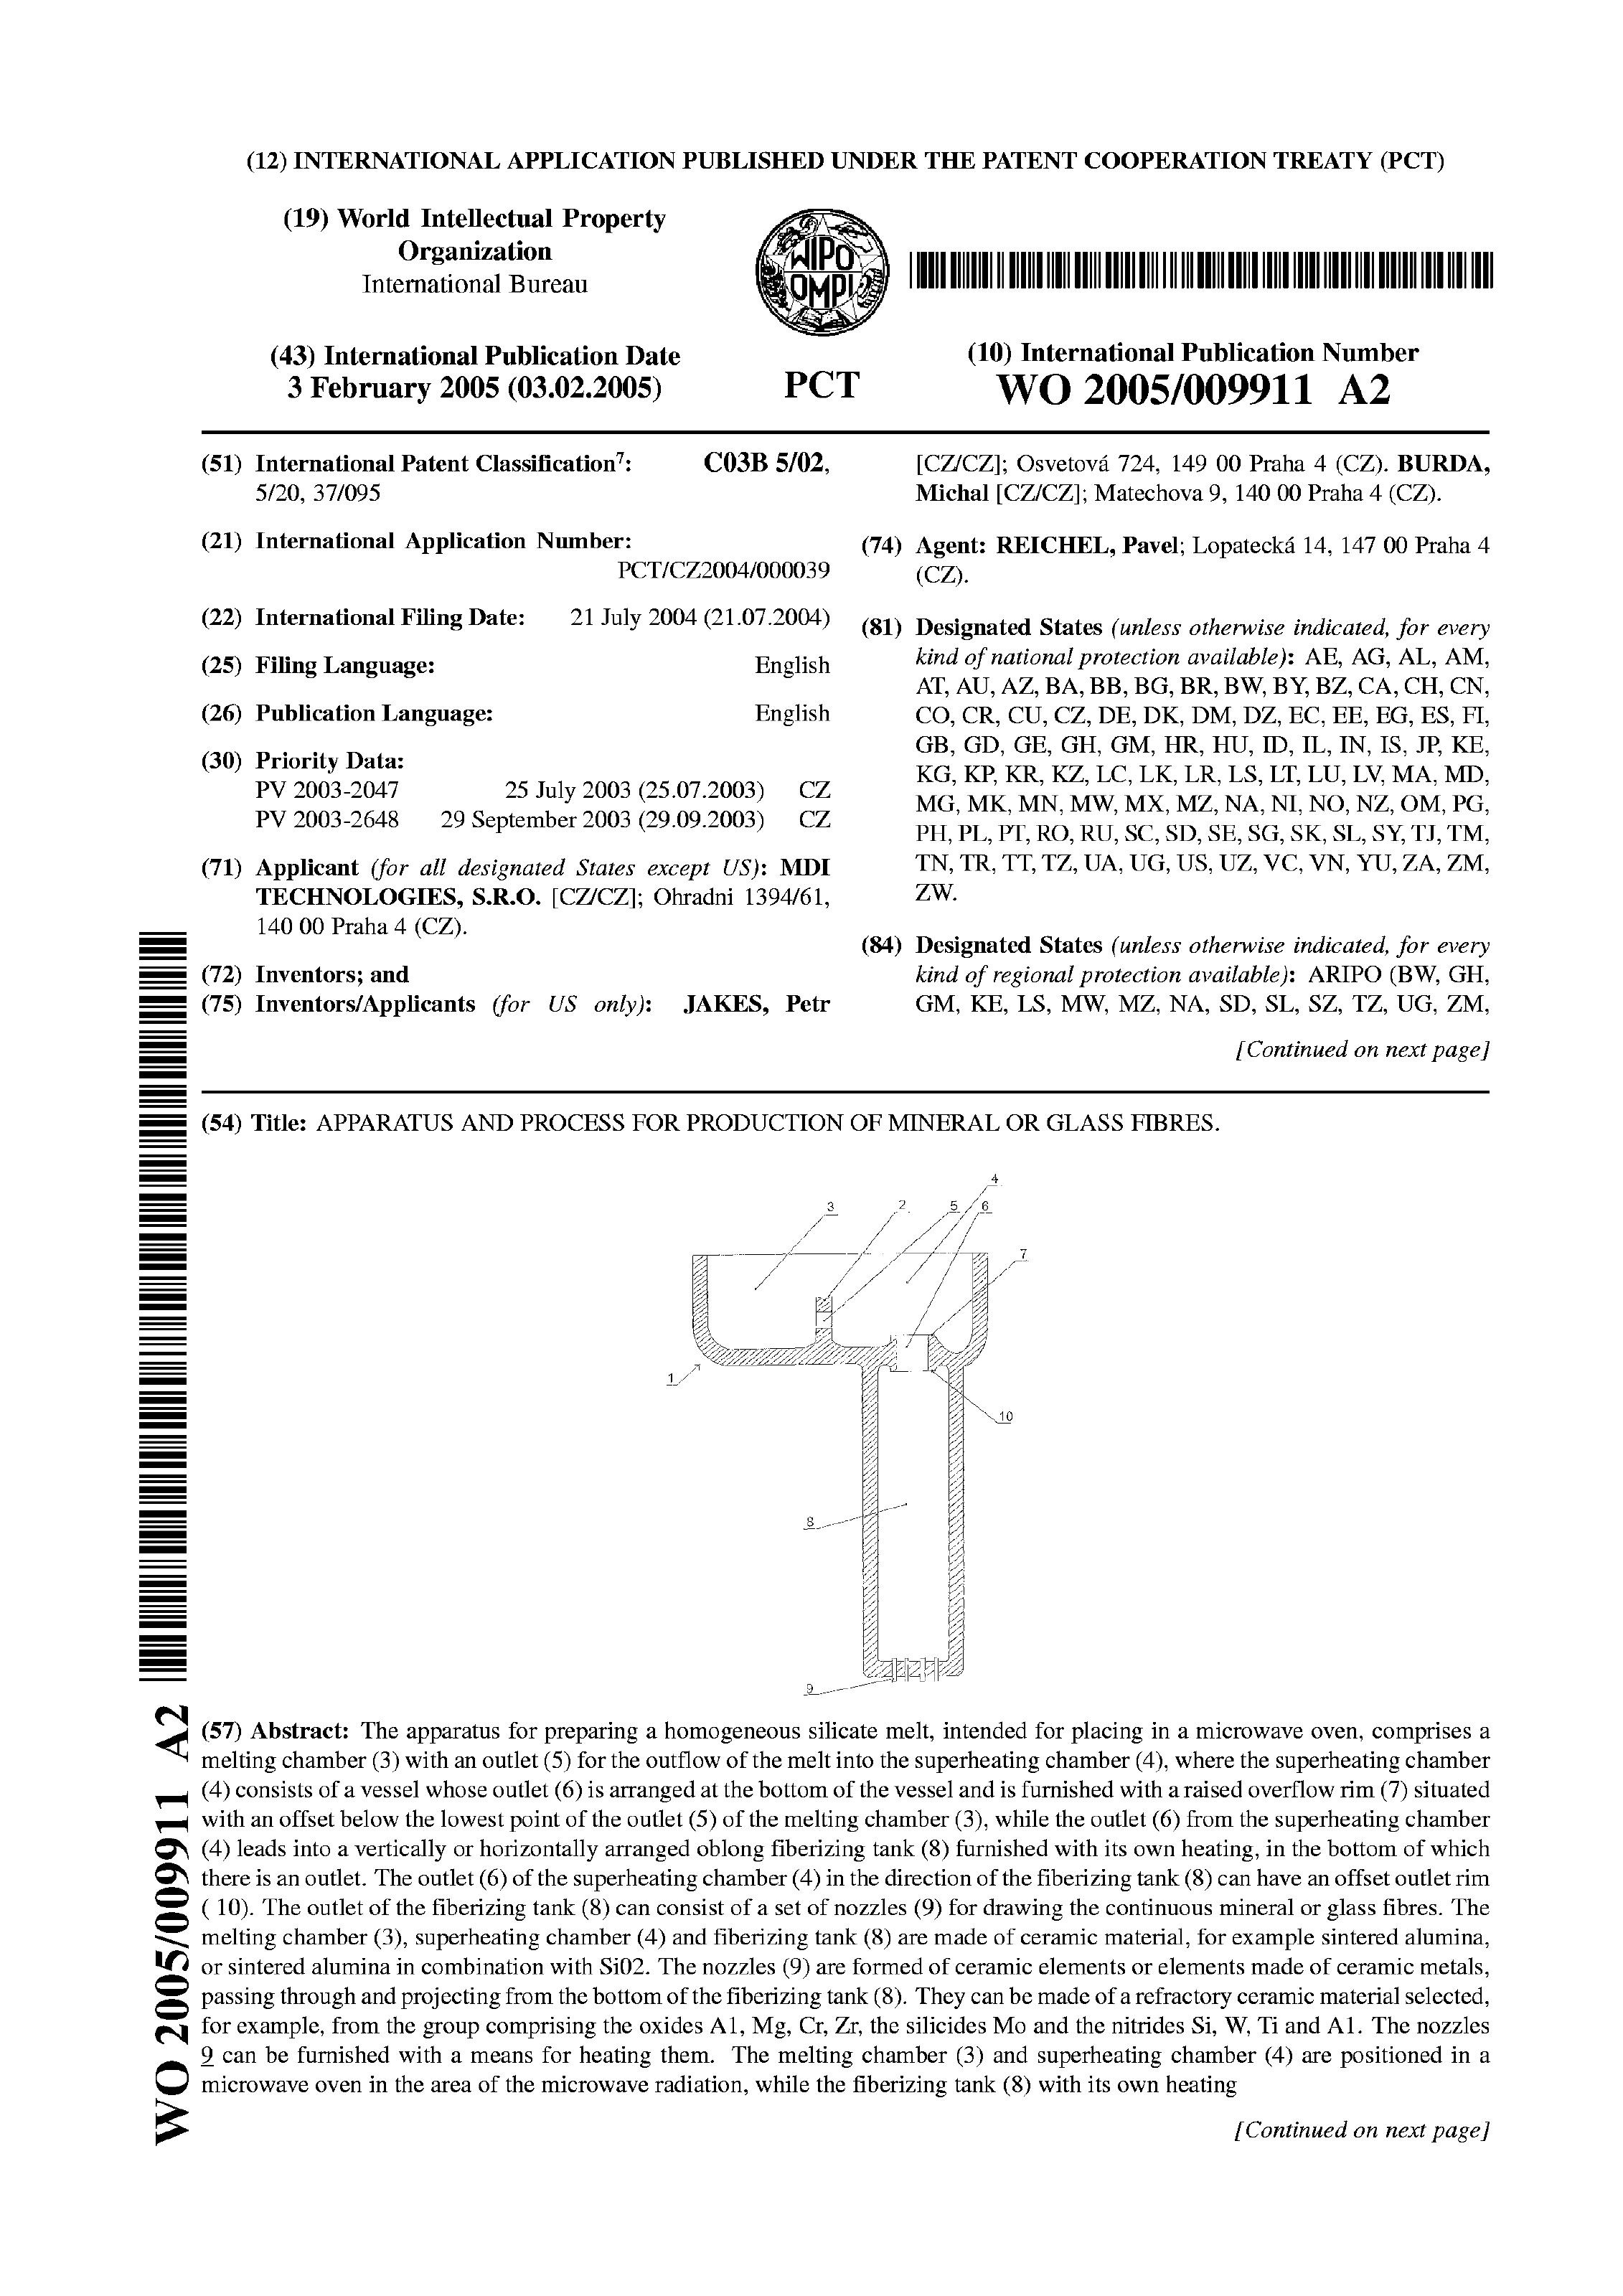 (12) INTERNATIONAL APPLICATION PUBLISHED UNDER THE PATENT COOPERATION TREATY (PCT)
(19) World Intellectual Property
Organization
International Bureau
WIPO
OMPI
(43) International Publication Date
3 February 2005 (03.02.2005)
PCT
(10) International Publication Number
WO 2005/009911 A2
(51) International Patent Classification7: C03B 5/02,
5/20, 37/095
(21) International Application Number:
PCT/CZ2004/000039
(22) International Filing Date: 21 July 2004 (21.07.2004)
(25) Filing Language: English
(26) Publication Language: English
(30) Priority Data:
PV 2003-2047 25 July 2003 (25.07.2003) CZ
PV 2003-2648 29 September 2003 (29.09.2003) CZ
(71) Applicant (for all designated States except US): MDI
TECHNOLOGIES, S.R.O. [CZ/CZ]; Ohradni 1394/61,
140 00 Praha 4 (CZ).
(72) Inventors; and
(75) Inventors/Applicants (for US only): JAKES, Petr
[CZ/CZ]; Osvetová 724, 149 00 Praha 4 (CZ). BURDA,
Michal [CZ/CZ]; Matechova 9, 140 00 Praha 4 (CZ).
(74) Agent: REICHEL, Pavel; Lopatecká 14, 147 00 Praha 4
(CZ).
(81) Designated States (unless otherwise indicated, for every
kind of national protection available): AE, AG, AL, AM,
AT, AU, AZ, BA, BB, BG, BR, BW, BY, BZ, CA, CH, CN,
CO, CR, CU, CZ, DE, DK, DM, DZ, EC, EE, EG, ES, FI,
GB, GD, GE, GH, GM, HR, HU, ID, IL, IN, IS, JP, KE,
KG, KP, KR, KZ, LC, LK, LR, LS, LT, LU, LV, MA, MD,
MG, MK, MN, MW, MX, MZ, NA, NI, NO, NZ, OM, PG,
PH, PL, PT, RO, RU, SC, SD, SE, SG, SK, SL, SY, TJ, TM,
TN, TR, TT, TZ, UA, UG, US, UZ, VC, VN, YU, ZA, ZM,
ZW.
(84) Designated States (unless otherwise indicated, for every
kind of regional protection available): ARIPO (BW, GH,
GM, KE, LS, MW, MZ, NA, SD, SL, SZ, TZ, UG, ZM,
[Continued on next page]
(54) Title: APPARATUS AND PROCESS FOR PRODUCTION OF MINERAL OR GLASS FIBRES.
4
3 2 5 6
7
1
10
8
9
(57) Abstract: The apparatus for preparing a homogeneous silicate melt, intended for placing in a microwave oven, comprises a
melting chamber (3) with an outlet (5) for the outflow of the melt into the superheating chamber (4), where the superheating chamber
(4) consists of a vessel whose outlet (6) is arranged at the bottom of the vessel and is furnished with a raised overflow rim (7) situated
with an offset below the lowest point of the outlet (5) of the melting chamber (3), while the outlet (6) from the superheating chamber
(4) leads into a vertically or horizontally arranged oblong fiberizing tank (8) furnished with its own heating, in the bottom of which
there is an outlet. The outlet (6) of the superheating chamber (4) in the direction of the fiberizing tank (8) can have an offset outlet rim
( 10). The outlet of the fiberizing tank (8) can consist of a set of nozzles (9) for drawing the continuous mineral or glass fibres. The
melting chamber (3), superheating chamber (4) and fiberizing tank (8) are made of ceramic material, for example sintered alumina,
or sintered alumina in combination with Si02. The nozzles (9) are formed of ceramic elements or elements made of ceramic metals,
passing through and projecting from the bottom of the fiberizing tank (8). They can be made of a refractory ceramic material selected,
for example, from the group comprising the oxides Al, Mg, Cr, Zr, the silicides Mo and the nitrides Si, W, Ti and Al. The nozzles
9 can be furnished with a means for heating them. The melting chamber (3) and superheating chamber (4) are positioned in a
microwave oven in the area of the microwave radiation, while the fiberizing tank (8) with its own heating
[Continued on next page]
WO 2005/009911 A2